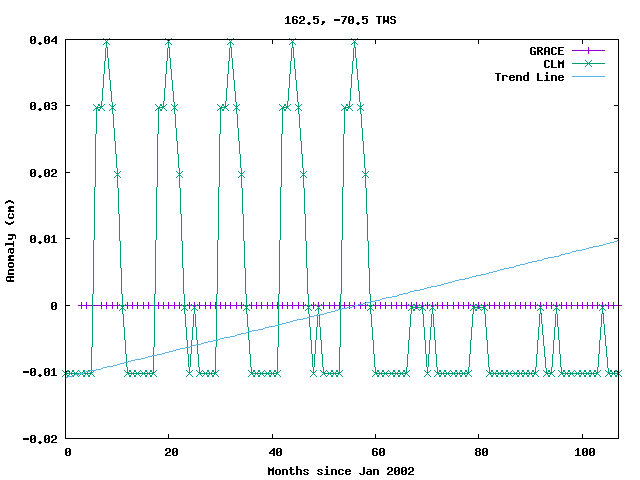 162.5, -70.5 TWS
GRACE
CLM
Trend Line
0.04
0.03
0.02
0.01
0
-0.01
-0.02
Anomaly (cm)
0 20 40 60 80 100
Months since Jan 2002